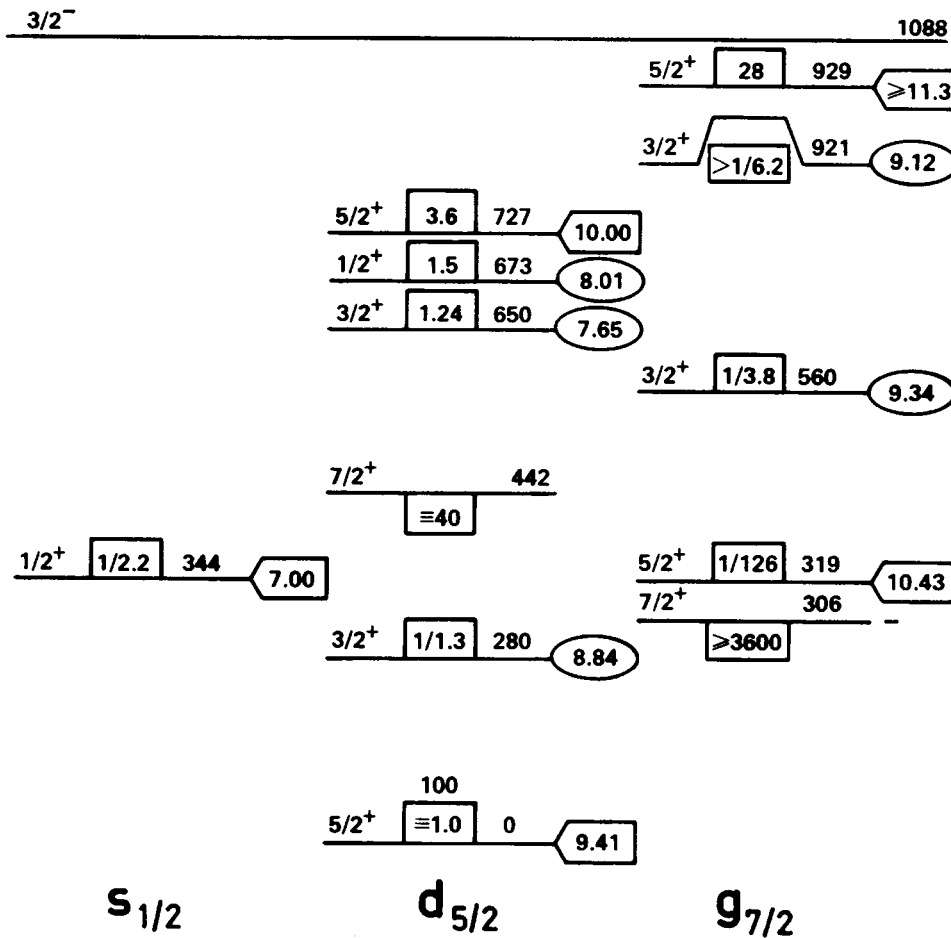 3/2⁻ 1088
5/2⁺ 28 929 ⩾11.3
3/2⁺ >1/6.2 921 9.12
5/2⁺ 3.6 727 10.00
1/2⁺ 1.5 673 8.01
3/2⁺ 1.24 650 7.65
3/2⁺ 1/3.8 560 9.34
7/2⁺ 442
≡40
1/2⁺ 1/2.2 344 7.00
5/2⁺ 1/126 319 10.43
7/2⁺ 306 –
⩾3600
3/2⁺ 1/1.3 280 8.84
100
5/2⁺ ≡1.0 0 9.41
s1/2 d5/2 g7/2